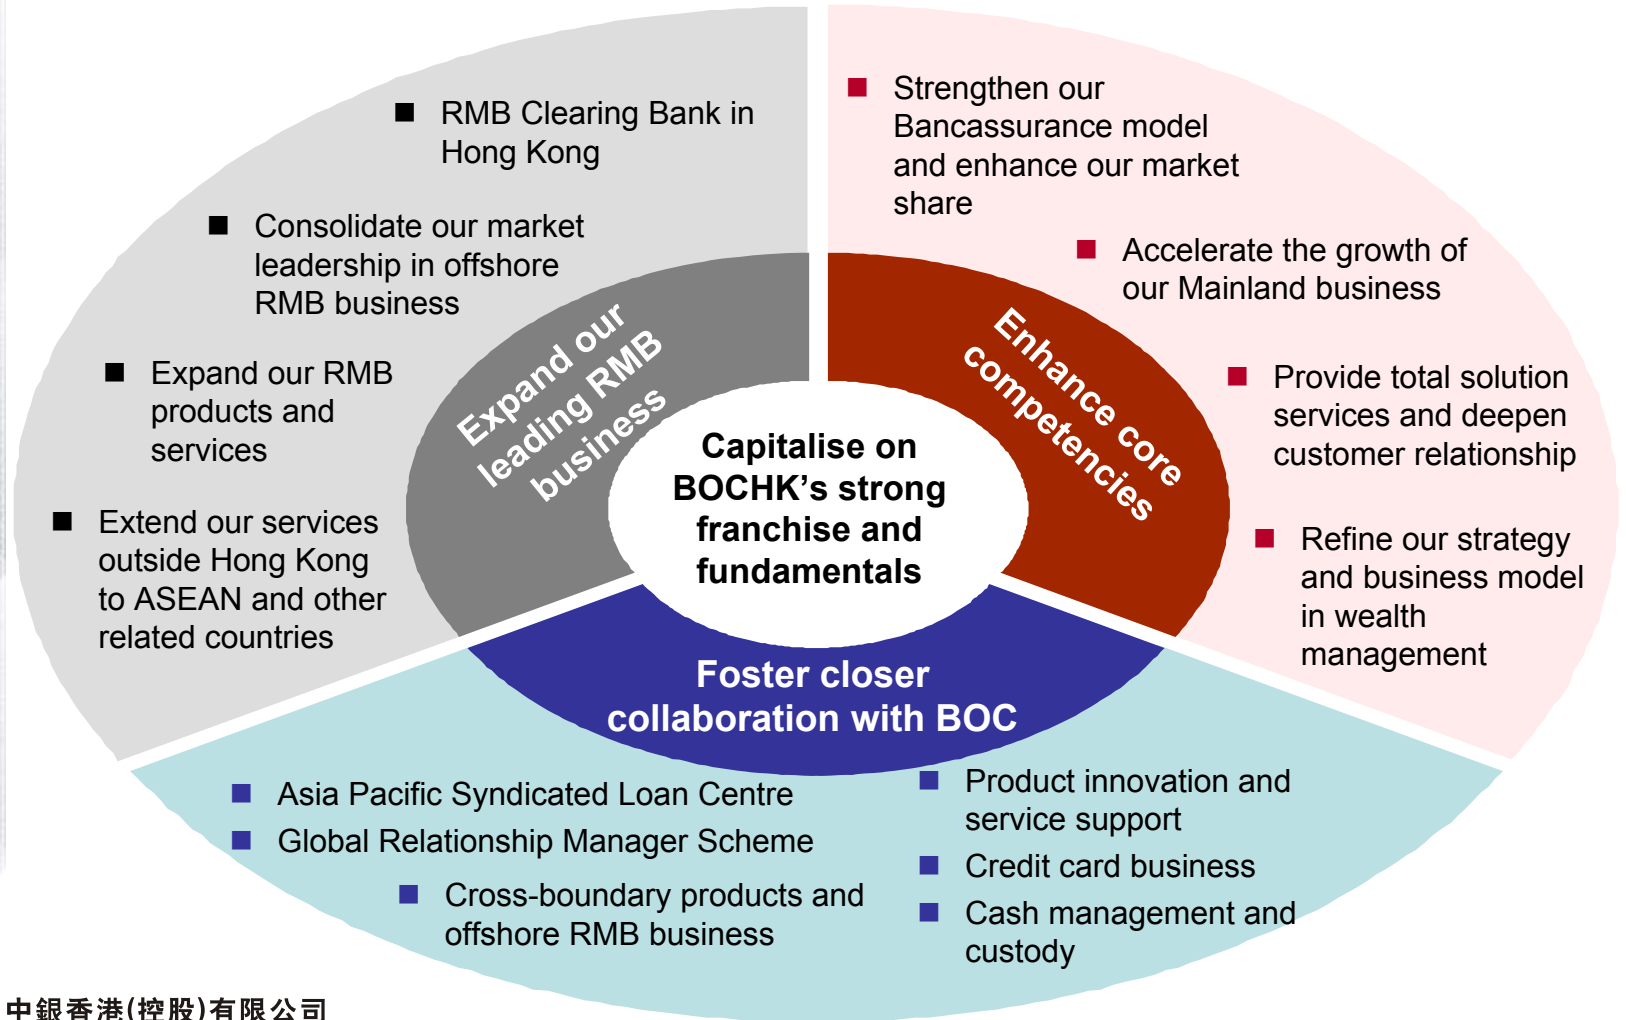 RMB Clearing Bank in
Hong Kong
Consolidate our market
leadership in offshore
RMB business
Expand our RMB
products and
services
Extend our services
outside Hong Kong
to ASEAN and other
related countries
Expand our
leading RMB
business
Strengthen our
Bancassurance model
and enhance our market
share
Accelerate the growth of
our Mainland business
Provide total solution
services and deepen
customer relationship
Refine our strategy
and business model
in wealth
management
Enhance core
competencies
Capitalise on
BOCHK’s strong
franchise and
fundamentals
Foster closer
collaboration with BOC
Asia Pacific Syndicated Loan Centre
Global Relationship Manager Scheme
Cross-boundary products and
offshore RMB business
Product innovation and
service support
Credit card business
Cash management and
custody
中銀香港(控股)有限公司